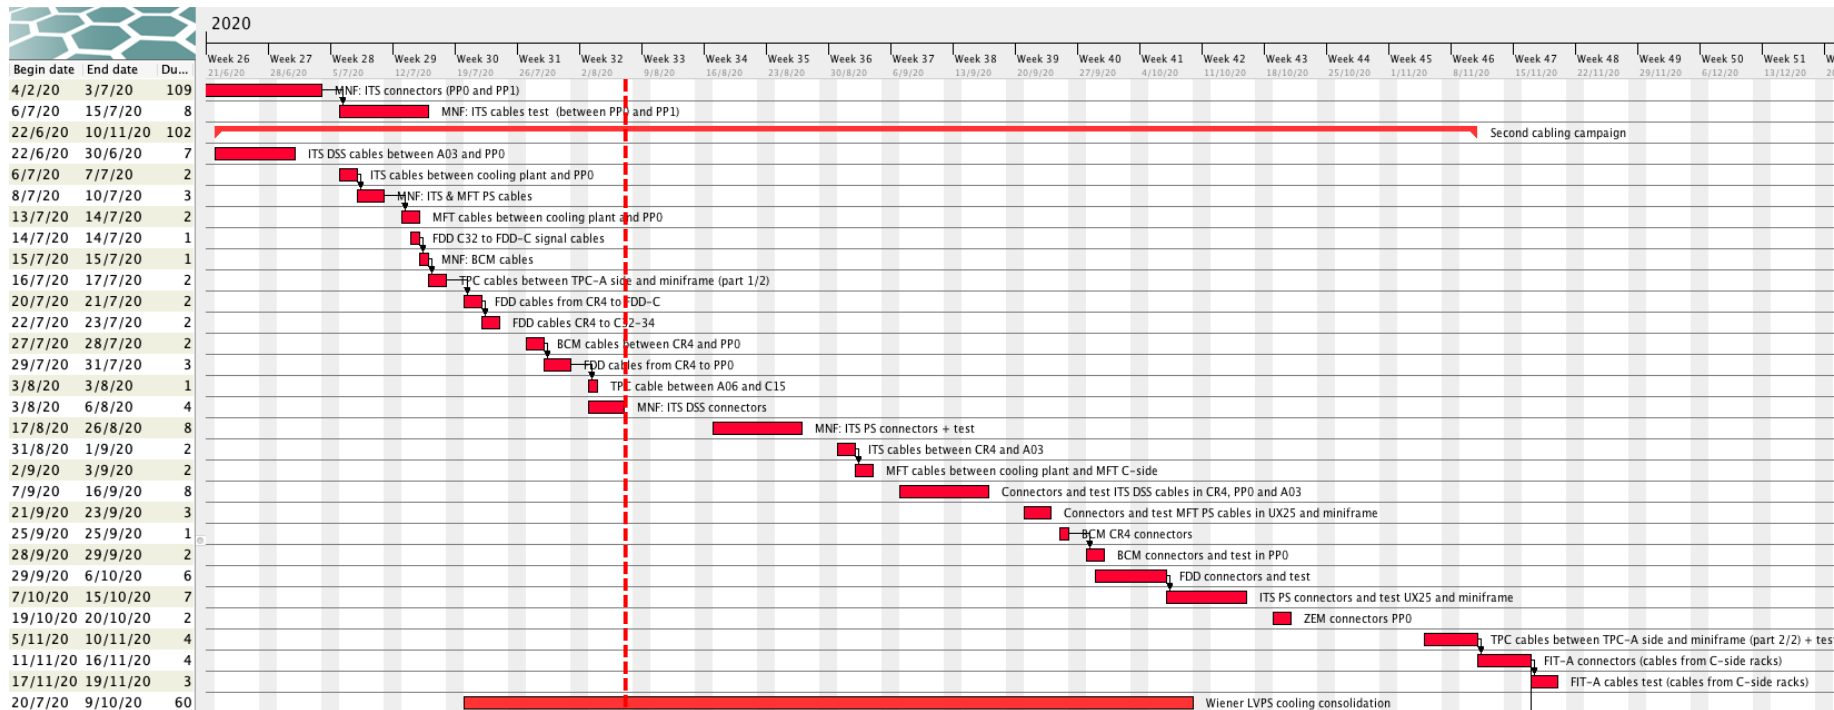 2020
Week 26 Week 27 Week 28 Week 29 Week 30 Week 31 Week 32 Week 33 Week 34 Week 35 Week 36 Week 37 Week 38 Week 39 Week 40 Week 41 Week 42 Week 43 Week 44 Week 45 Week 46 Week 47 Week 48 Week 49 Week 50 Week 51
Begin date End date Du... 21/6/20 28/6/20 5/7/20 12/7/20 19/7/20 26/7/20 2/8/20 9/8/20 16/8/20 23/8/20 30/8/20 6/9/20 13/9/20 20/9/20 27/9/20 4/10/20 11/10/20 18/10/20 25/10/20 1/11/20 8/11/20 15/11/20 22/11/20 29/11/20 6/12/20 13/12/20
4/2/20 3/7/20 109 MNF: ITS connectors (PP0 and PP1)
6/7/20 15/7/20 8 MNF: ITS cables test (between PP0 and PP1)
22/6/20 10/11/20 102 Second cabling campaign
22/6/20 30/6/20 7 ITS DSS cables between A03 and PP0
6/7/20 7/7/20 2 ITS cables between cooling plant and PP0
8/7/20 10/7/20 3 MNF: ITS & MFT PS cables
13/7/20 14/7/20 2 MFT cables between cooling plant and PP0
14/7/20 14/7/20 1 FDD C32 to FDD-C signal cables
15/7/20 15/7/20 1 MNF: BCM cables
16/7/20 17/7/20 2 TPC cables between TPC-A side and miniframe (part 1/2)
20/7/20 21/7/20 2 FDD cables from CR4 to FDD-C
22/7/20 23/7/20 2 FDD cables CR4 to C32-34
27/7/20 28/7/20 2 BCM cables between CR4 and PP0
29/7/20 31/7/20 3 FDD cables from CR4 to PP0
3/8/20 3/8/20 1 TPC cable between A06 and C15
3/8/20 6/8/20 4 MNF: ITS DSS connectors
17/8/20 26/8/20 8 MNF: ITS PS connectors + test
31/8/20 1/9/20 2 ITS cables between CR4 and A03
2/9/20 3/9/20 2 MFT cables between cooling plant and MFT C-side
7/9/20 16/9/20 8 Connectors and test ITS DSS cables in CR4, PP0 and A03
21/9/20 23/9/20 3 Connectors and test MFT PS cables in UX25 and miniframe
25/9/20 25/9/20 1 BCM CR4 connectors
28/9/20 29/9/20 2 BCM connectors and test in PP0
29/9/20 6/10/20 6 FDD connectors and test
7/10/20 15/10/20 7 ITS PS connectors and test UX25 and miniframe
19/10/20 20/10/20 2 ZEM connectors PP0
5/11/20 10/11/20 4 TPC cables between TPC-A side and miniframe (part 2/2) + tes
11/11/20 16/11/20 4 FIT-A connectors (cables from C-side racks)
17/11/20 19/11/20 3 FIT-A cables test (cables from C-side racks)
20/7/20 9/10/20 60 Wiener LVPS cooling consolidation